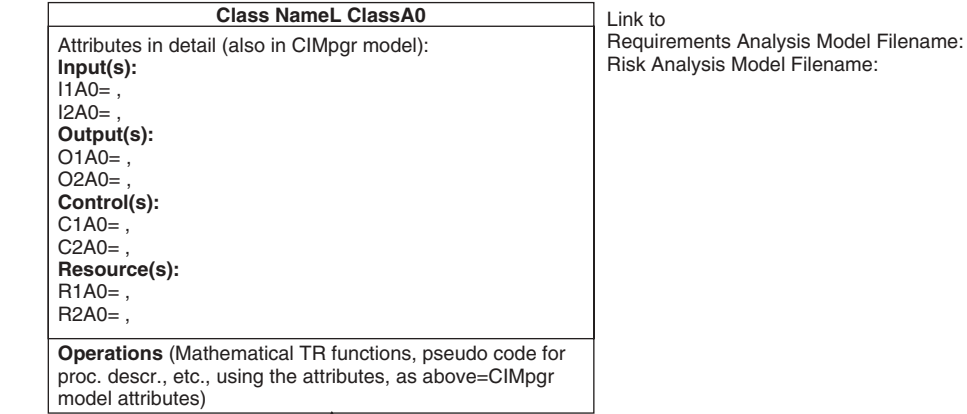 Class NameL ClassA0
Attributes in detail (also in CIMpgr model):
Input(s):
I1A0= ,
I2A0= ,
Output(s):
O1A0= ,
O2A0= ,
Control(s):
C1A0= ,
C2A0= ,
Resource(s):
R1A0= ,
R2A0= ,
Operations (Mathematical TR functions, pseudo code for
proc. descr., etc., using the attributes, as above=CIMpgr
model attributes)
Link to
Requirements Analysis Model Filename:
Risk Analysis Model Filename: